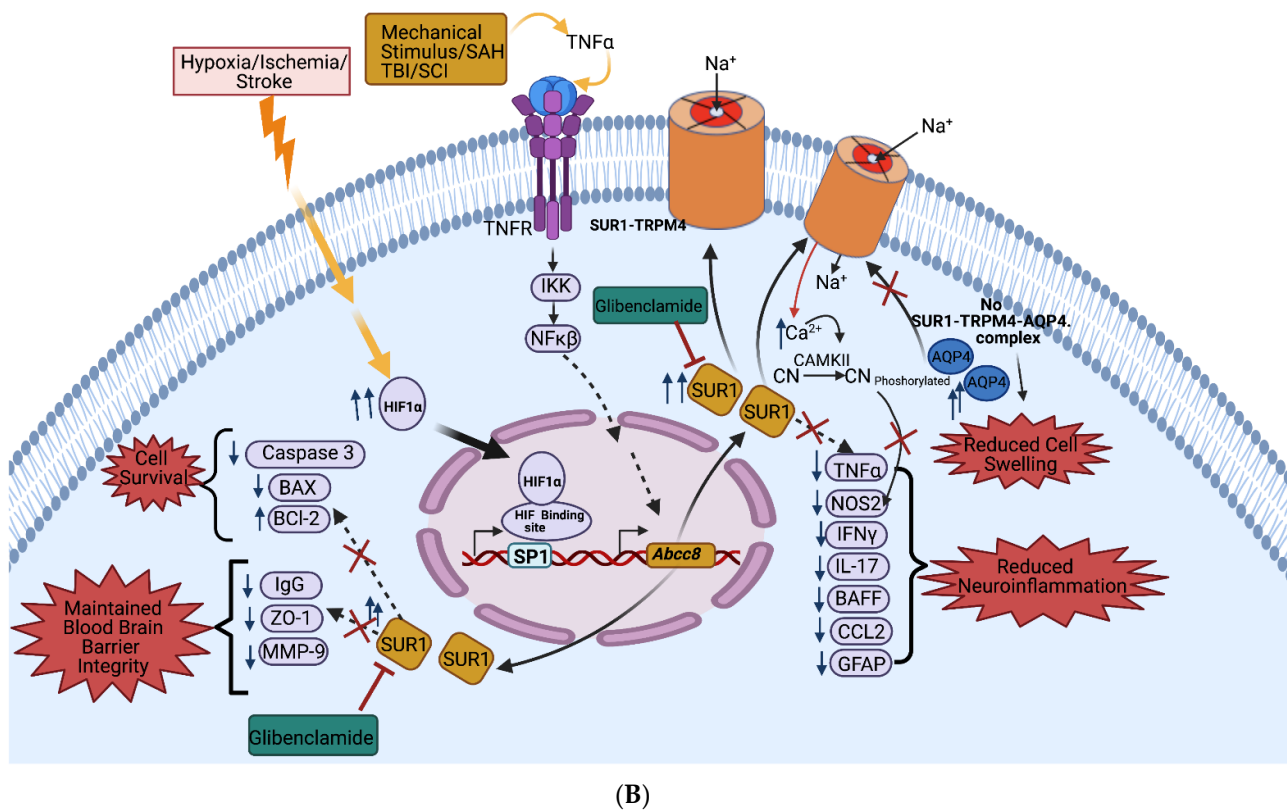 Mechanical
Stimulus/SAH
TBI/SCI
TNFα
Hypoxia/Ischemia/
Stroke
Na⁺
Na⁺
TNFR
SUR1-TRPM4
Na⁺
IKK
NFκβ
Glibenclamide
Ca²⁺
CAMKII
CN
CN
Phoshorylated
No
SUR1-TRPM4-AQP4.
complex
AQP4
AQP4
SUR1
SUR1
HIF1α
Reduced Cell
Swelling
Cell
Survival
Caspase 3
BAX
BCl-2
HIF1α
HIF Binding
site
SP1
Abcc8
TNFα
NOS2
IFNγ
IL-17
BAFF
CCL2
GFAP
Reduced
Neuroinflammation
Maintained
Blood Brain
Barrier
Integrity
IgG
ZO-1
MMP-9
SUR1
SUR1
Glibenclamide
(B)